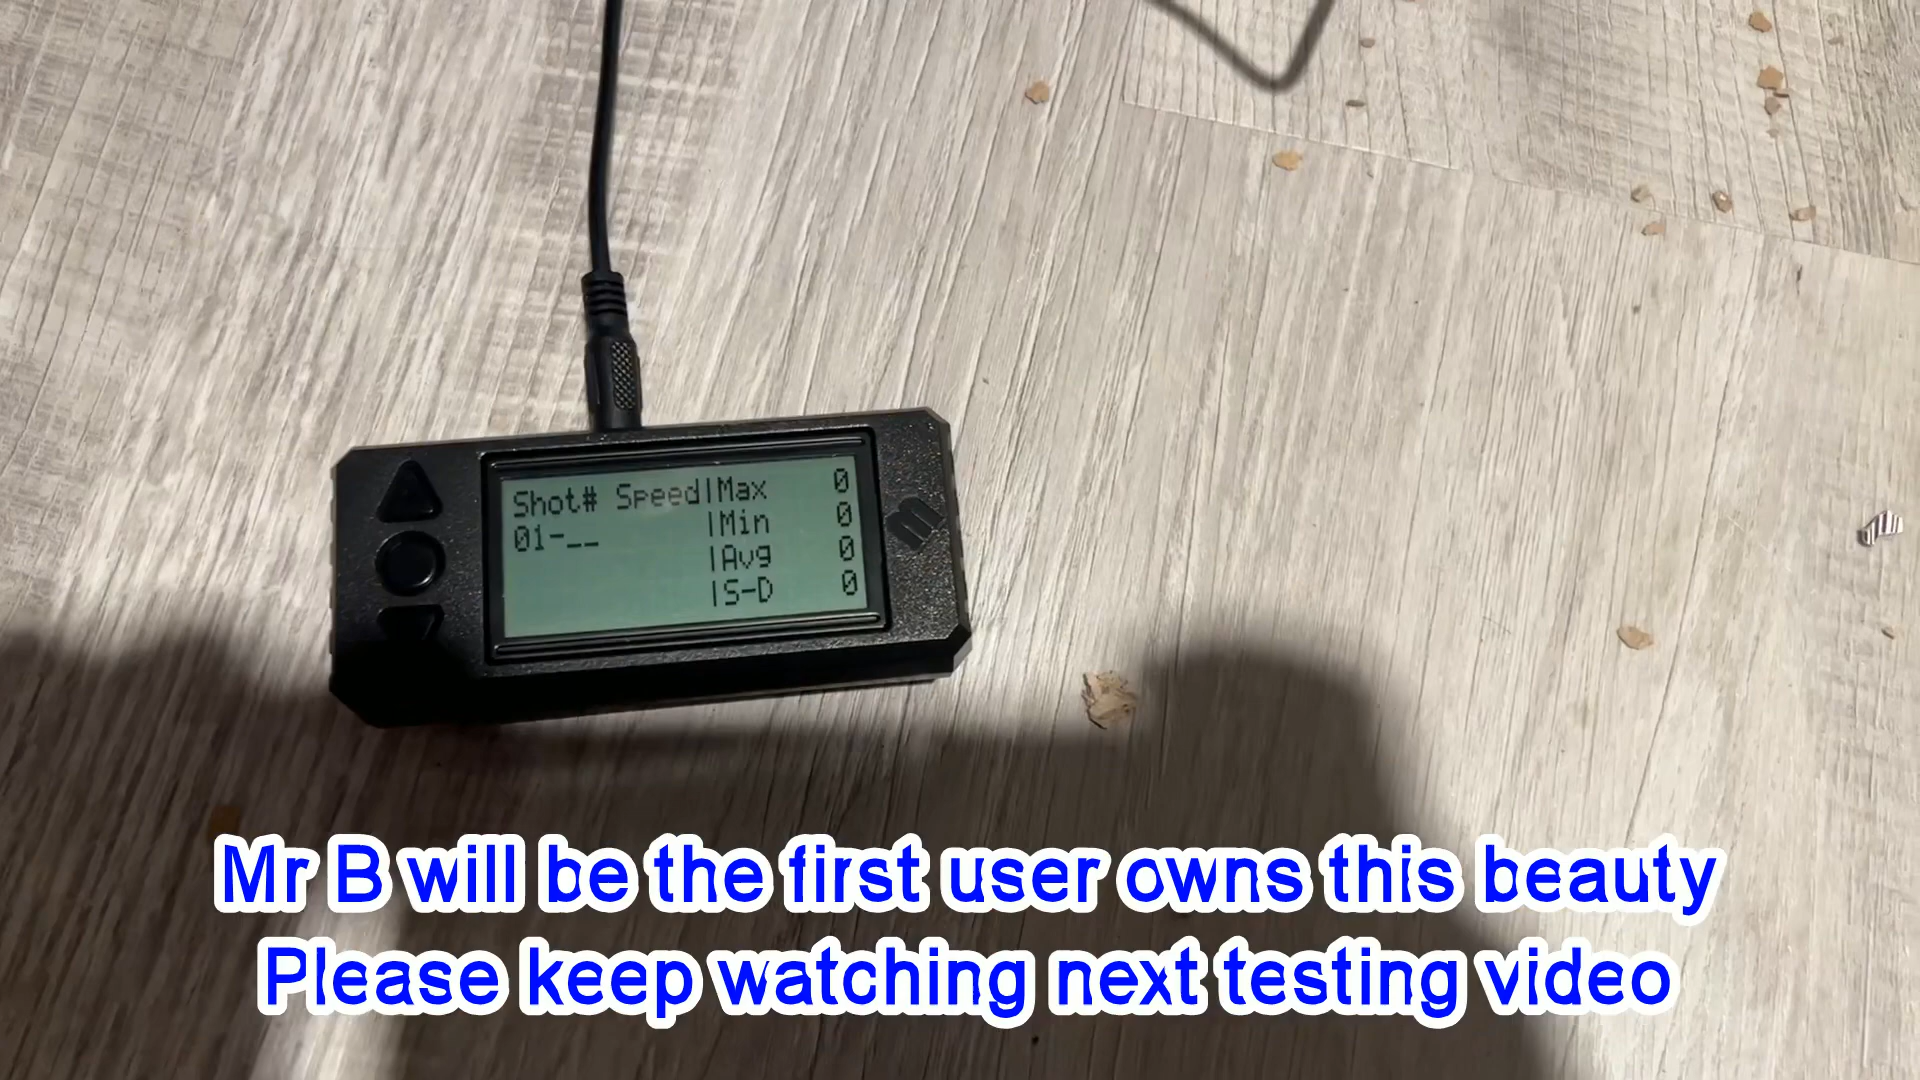 Shot# Speed|Max 0
01-__ |Min 0
|Avg 0
|S-D 0
m
Mr B will be the first user owns this beauty
Please keep watching next testing video